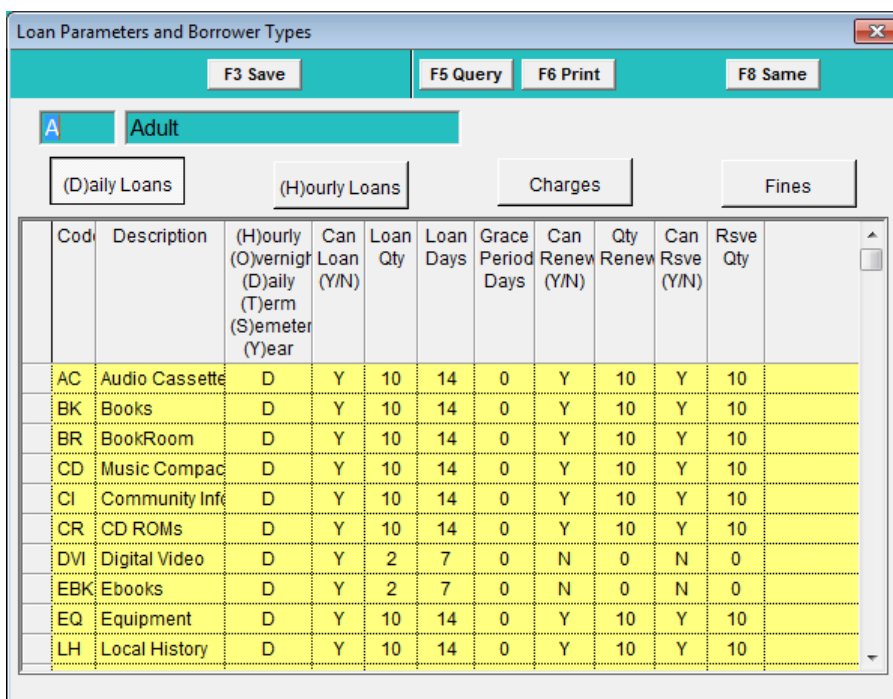 Loan Parameters and Borrower Types
F3 Save F5 Query F6 Print F8 Same
A Adult
(D)aily Loans (H)ourly Loans Charges Fines
Code Description (H)ourly Can Loan Loan Grace Can Qty Can Rsve
(O)vernigh Loan Qty Days Period Renew Renew Rsve Qty
(D)aily (Y/N) Days (Y/N) (Y/N)
(T)erm
(S)emeter
(Y)ear
AC Audio Cassette D Y 10 14 0 Y 10 Y 10
BK Books D Y 10 14 0 Y 10 Y 10
BR BookRoom D Y 10 14 0 Y 10 Y 10
CD Music Compac D Y 10 14 0 Y 10 Y 10
CI Community Info D Y 10 14 0 Y 10 Y 10
CR CD ROMs D Y 10 14 0 Y 10 Y 10
DVI Digital Video D Y 2 7 0 N 0 N 0
EBK Ebooks D Y 2 7 0 N 0 N 0
EQ Equipment D Y 10 14 0 Y 10 Y 10
LH Local History D Y 10 14 0 Y 10 Y 10